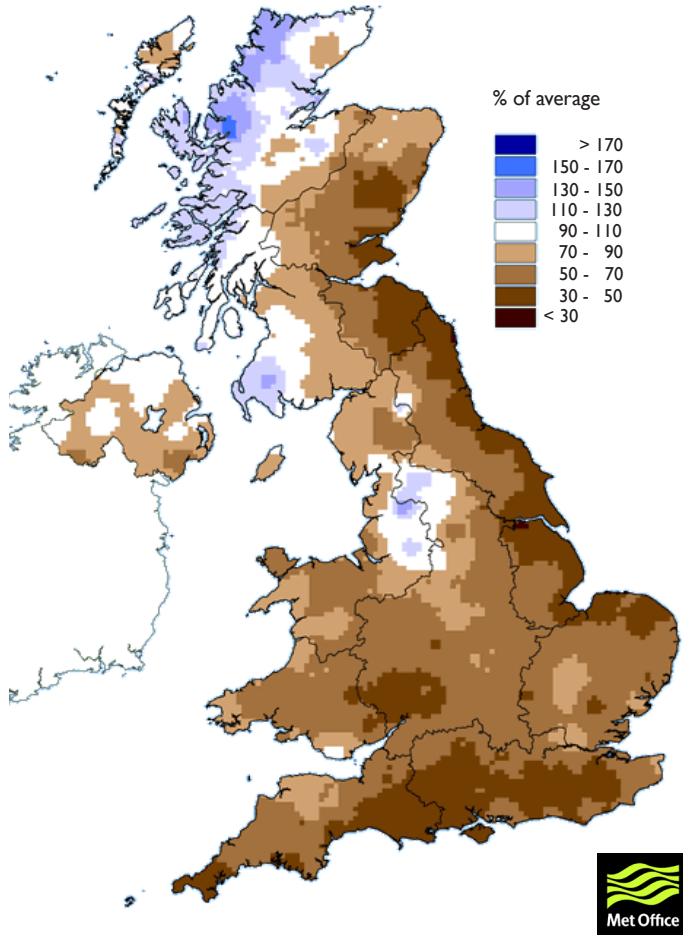 % of average
> 170
150 - 170
130 - 150
110 - 130
90 - 110
70 - 90
50 - 70
30 - 50
< 30
Met Office